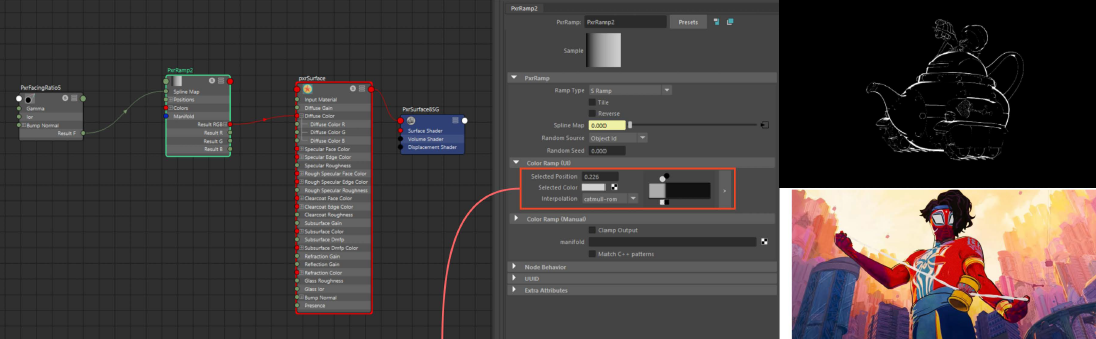 PxrFacingRatio5
Gamma
Ior
Bump Normal
Result F
PxrRamp2
Spline Map
Positions
Colors
Manifold
Result RGB
Result R
Result G
Result B
pxrSurface
Input Material
Diffuse Gain
Diffuse Color
Diffuse Color R
Diffuse Color G
Diffuse Color B
Specular Face Color
Specular Edge Color
Specular Roughness
Rough Specular Face Color
Rough Specular Edge Color
Rough Specular Roughness
Clearcoat Face Color
Clearcoat Edge Color
Clearcoat Roughness
Subsurface Gain
Subsurface Color
Subsurface Dmfp
Subsurface Dmfp Color
Refraction Gain
Reflection Gain
Refraction Color
Glass Roughness
Glass Ior
Bump Normal
Presence
PxrSurface8SG
Surface Shader
Volume Shader
Displacement Shader
PxrRamp2
PxrRamp: PxrRamp2 Presets
Sample
PxrRamp
Ramp Type S Ramp
Tile
Reverse
Spline Map 0.000
Random Source Object Id
Random Seed 0.000
Color Ramp (UI)
Selected Position 0.226
Selected Color
Interpolation catmull-rom
>
Color Ramp (Manual)
Clamp Output
manifold
Match C++ patterns
Node Behavior
UUID
Extra Attributes